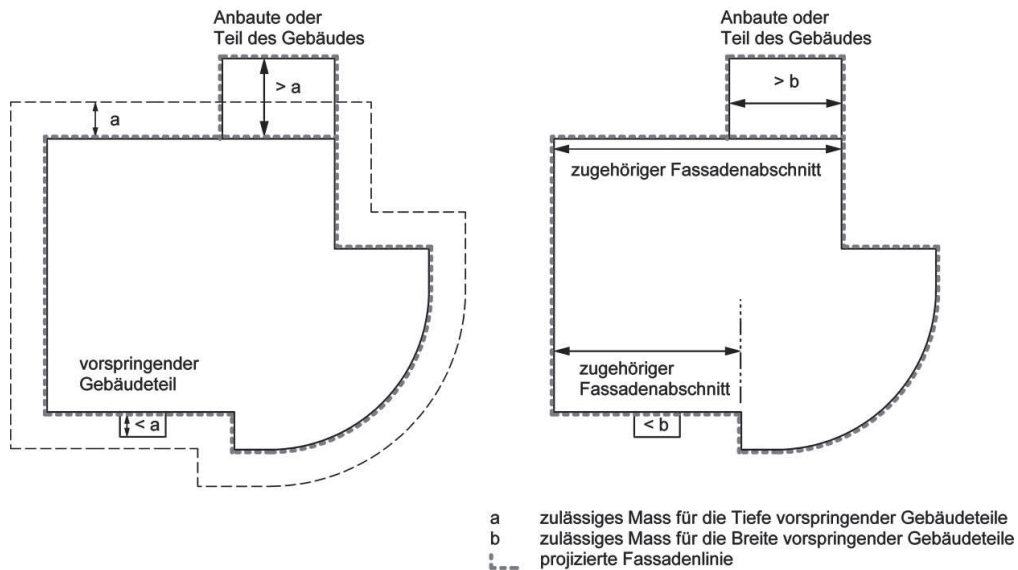 Anbaute oder
Teil des Gebäudes
> a
a
vorspringender
Gebäudeteil
< a
Anbaute oder
Teil des Gebäudes
> b
zugehöriger Fassadenabschnitt
zugehöriger
Fassadenabschnitt
< b
a zulässiges Mass für die Tiefe vorspringender Gebäudeteile
b zulässiges Mass für die Breite vorspringender Gebäudeteile
projizierte Fassadenlinie